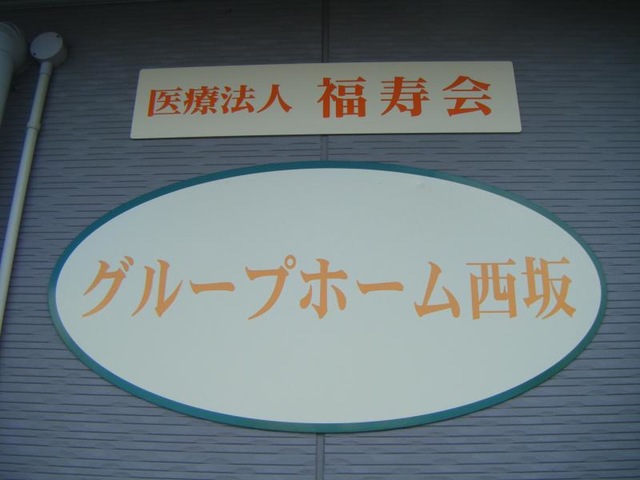 医療法人 福寿会
グループホーム西坂